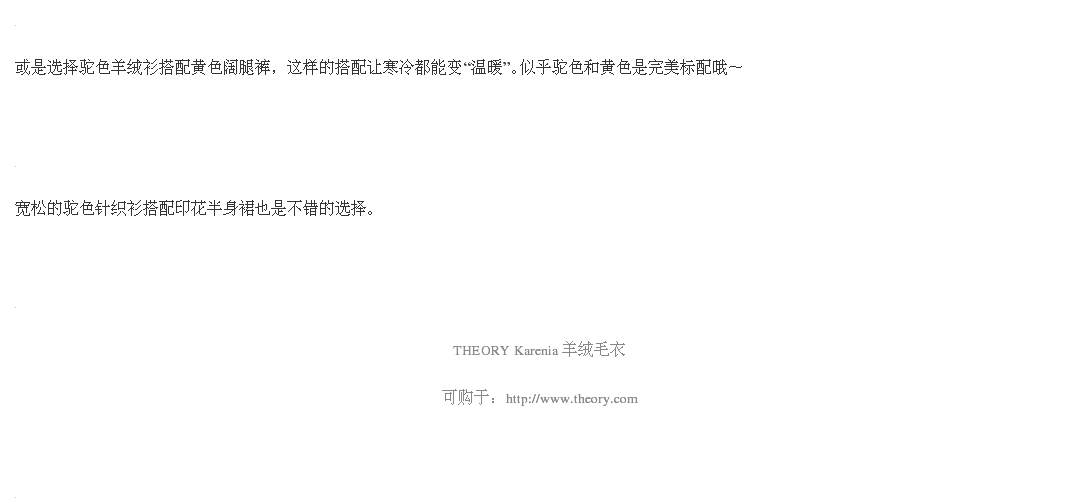 或是选择驼色羊绒衫搭配黄色阔腿裤，这样的搭配让寒冷都能变“温暖”。似乎驼色和黄色是完美标配哦～
宽松的驼色针织衫搭配印花半身裙也是不错的选择。
THEORY Karenia 羊绒毛衣
可购于：http://www.theory.com